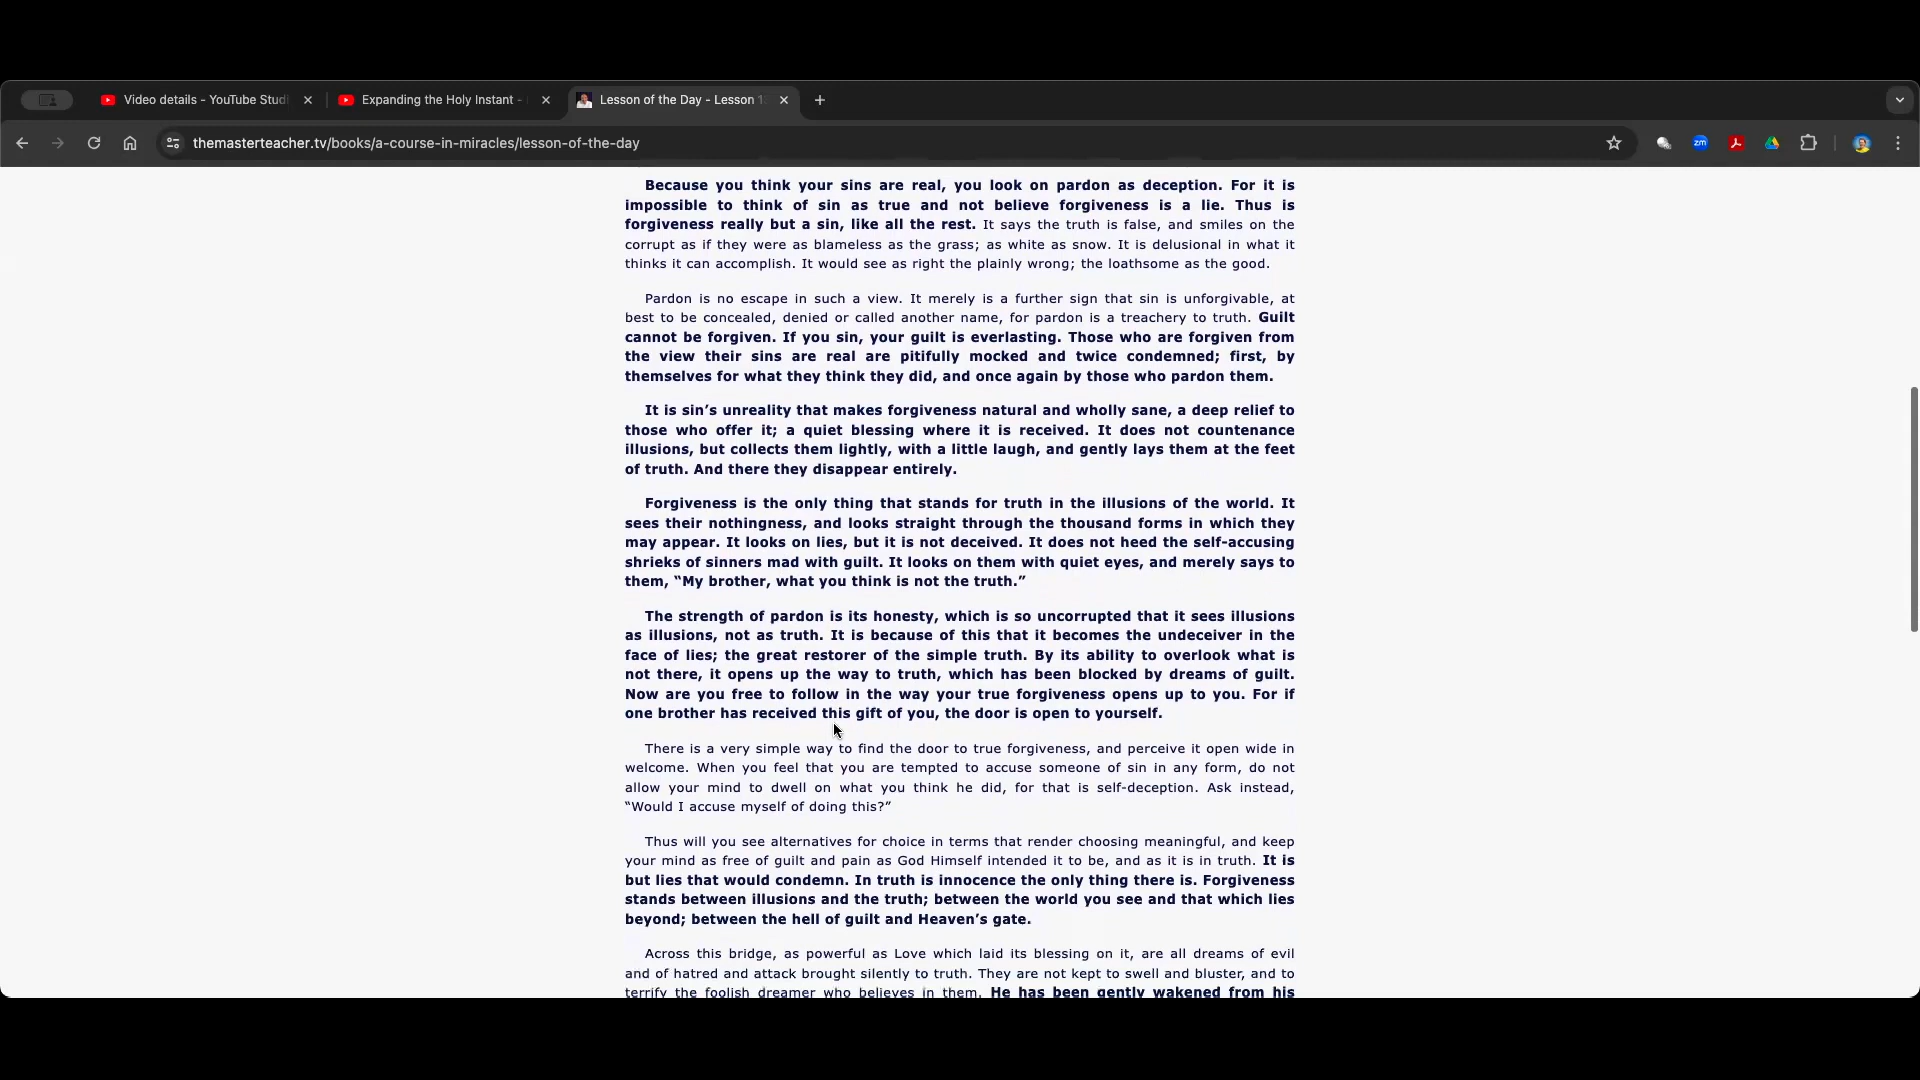 Video details - YouTube Studi
Expanding the Holy Instant -
Lesson of the Day - Lesson 1
themasterteacher.tv/books/a-course-in-miracles/lesson-of-the-day
zm
Because you think your sins are real, you look on pardon as deception. For it is
impossible to think of sin as true and not believe forgiveness is a lie. Thus is
forgiveness really but a sin, like all the rest. It says the truth is false, and smiles on the
corrupt as if they were as blameless as the grass; as white as snow. It is delusional in what it
thinks it can accomplish. It would see as right the plainly wrong; the loathsome as the good.
Pardon is no escape in such a view. It merely is a further sign that sin is unforgivable, at
best to be concealed, denied or called another name, for pardon is a treachery to truth. Guilt
cannot be forgiven. If you sin, your guilt is everlasting. Those who are forgiven from
the view their sins are real are pitifully mocked and twice condemned; first, by
themselves for what they think they did, and once again by those who pardon them.
It is sin’s unreality that makes forgiveness natural and wholly sane, a deep relief to
those who offer it; a quiet blessing where it is received. It does not countenance
illusions, but collects them lightly, with a little laugh, and gently lays them at the feet
of truth. And there they disappear entirely.
Forgiveness is the only thing that stands for truth in the illusions of the world. It
sees their nothingness, and looks straight through the thousand forms in which they
may appear. It looks on lies, but it is not deceived. It does not heed the self-accusing
shrieks of sinners mad with guilt. It looks on them with quiet eyes, and merely says to
them, “My brother, what you think is not the truth.”
The strength of pardon is its honesty, which is so uncorrupted that it sees illusions
as illusions, not as truth. It is because of this that it becomes the undeceiver in the
face of lies; the great restorer of the simple truth. By its ability to overlook what is
not there, it opens up the way to truth, which has been blocked by dreams of guilt.
Now are you free to follow in the way your true forgiveness opens up to you. For if
one brother has received this gift of you, the door is open to yourself.
There is a very simple way to find the door to true forgiveness, and perceive it open wide in
welcome. When you feel that you are tempted to accuse someone of sin in any form, do not
allow your mind to dwell on what you think he did, for that is self-deception. Ask instead,
“Would I accuse myself of doing this?”
Thus will you see alternatives for choice in terms that render choosing meaningful, and keep
your mind as free of guilt and pain as God Himself intended it to be, and as it is in truth. It is
but lies that would condemn. In truth is innocence the only thing there is. Forgiveness
stands between illusions and the truth; between the world you see and that which lies
beyond; between the hell of guilt and Heaven’s gate.
Across this bridge, as powerful as Love which laid its blessing on it, are all dreams of evil
and of hatred and attack brought silently to truth. They are not kept to swell and bluster, and to
terrify the foolish dreamer who believes in them. He has been gently wakened from his